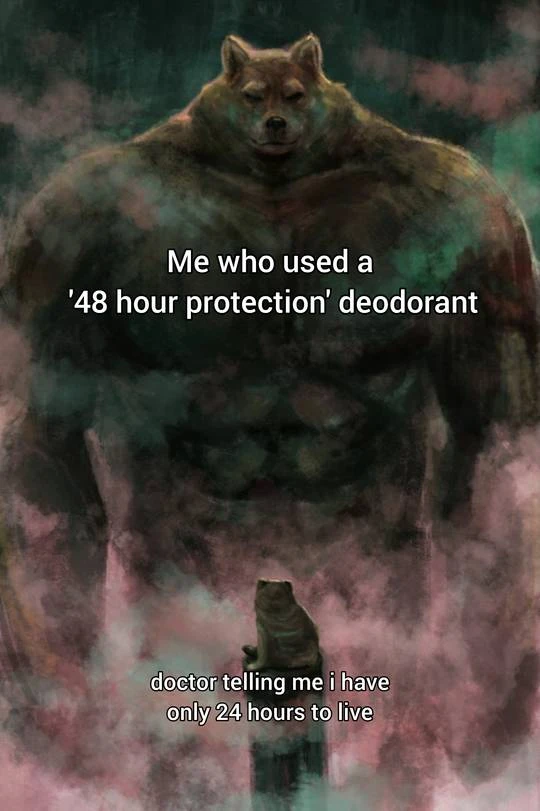 Me who used a
'48 hour protection' deodorant
doctor telling me i have
only 24 hours to live